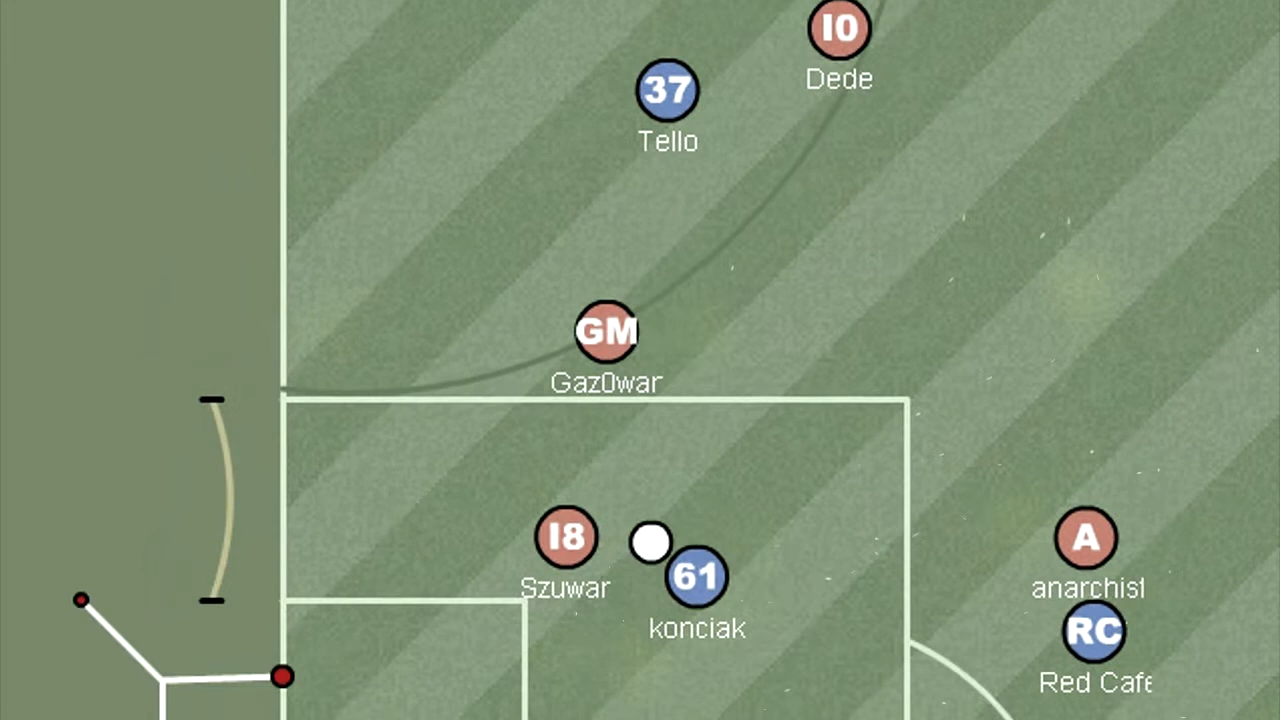 I0
Dede
37
Tello
GM
Gaz0war
I8
Szuwar
61
konciak
A
anarchist
RC
Red Cafe